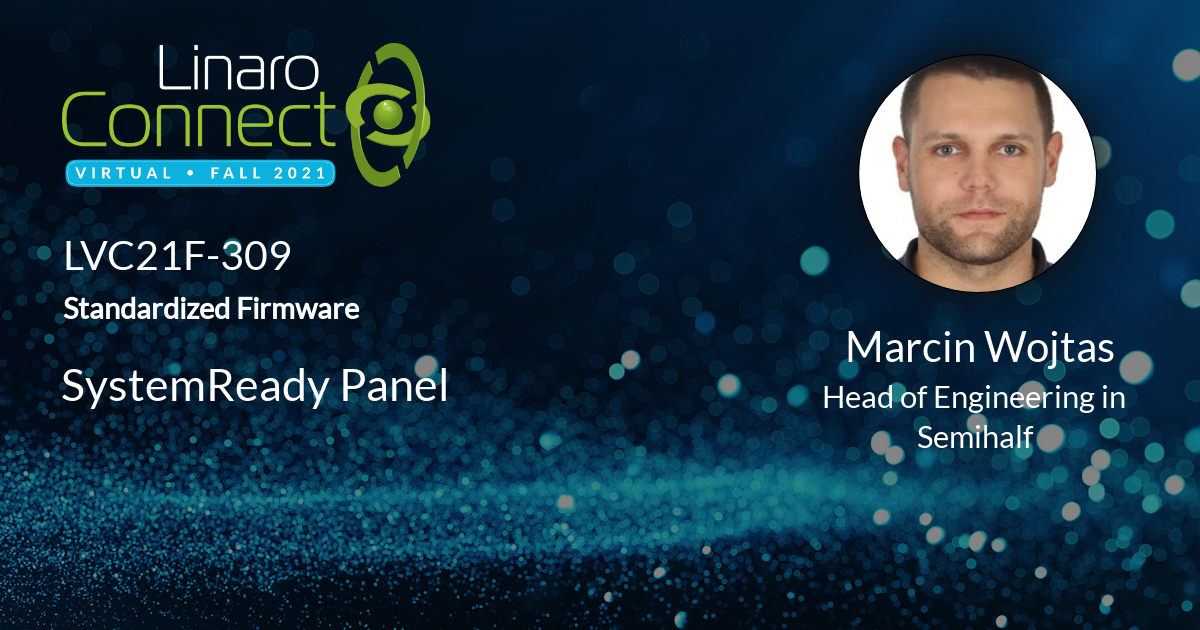 Linaro
Connect
VIRTUAL • FALL 2021
LVC21F-309
Standardized Firmware
SystemReady Panel
Marcin Wojtas
Head of Engineering in
Semihalf